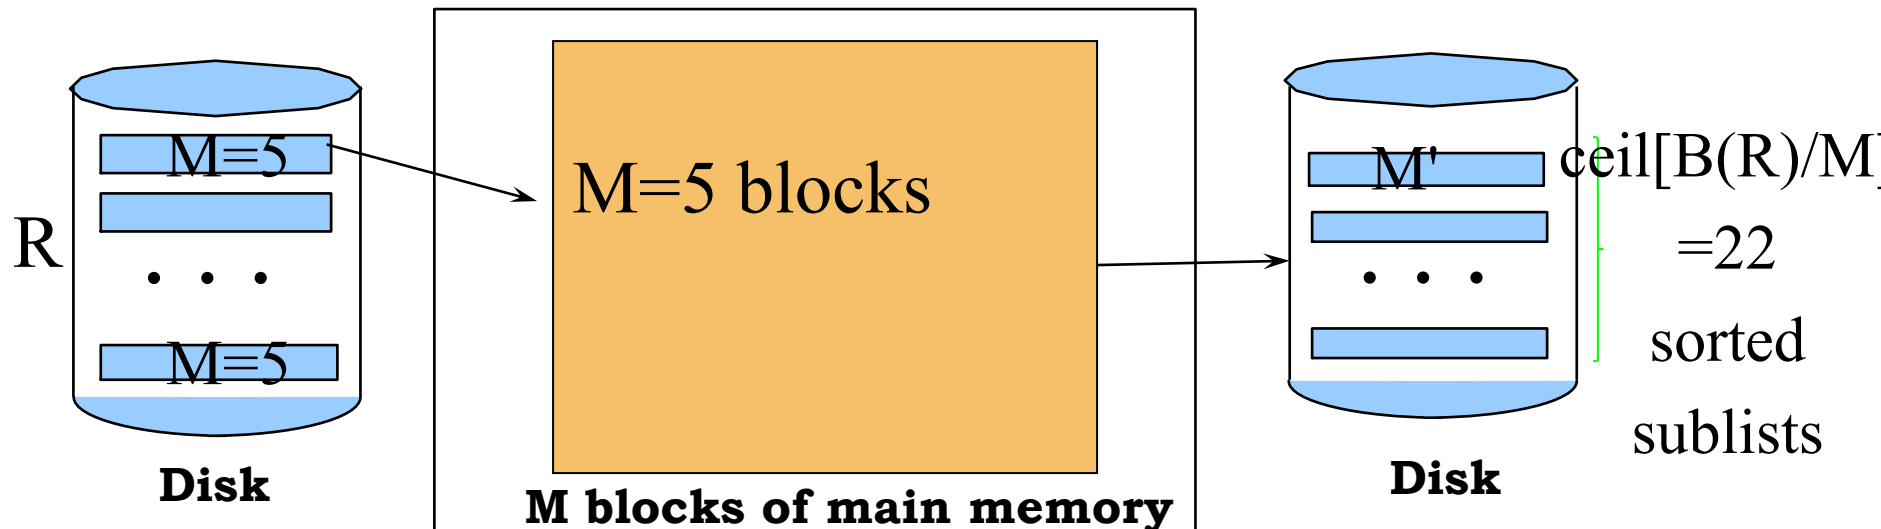 R
M=5
M=5
Disk
M=5 blocks
M blocks of main memory
M'
Disk
ceil[B(R)/M]
=22
sorted
sublists